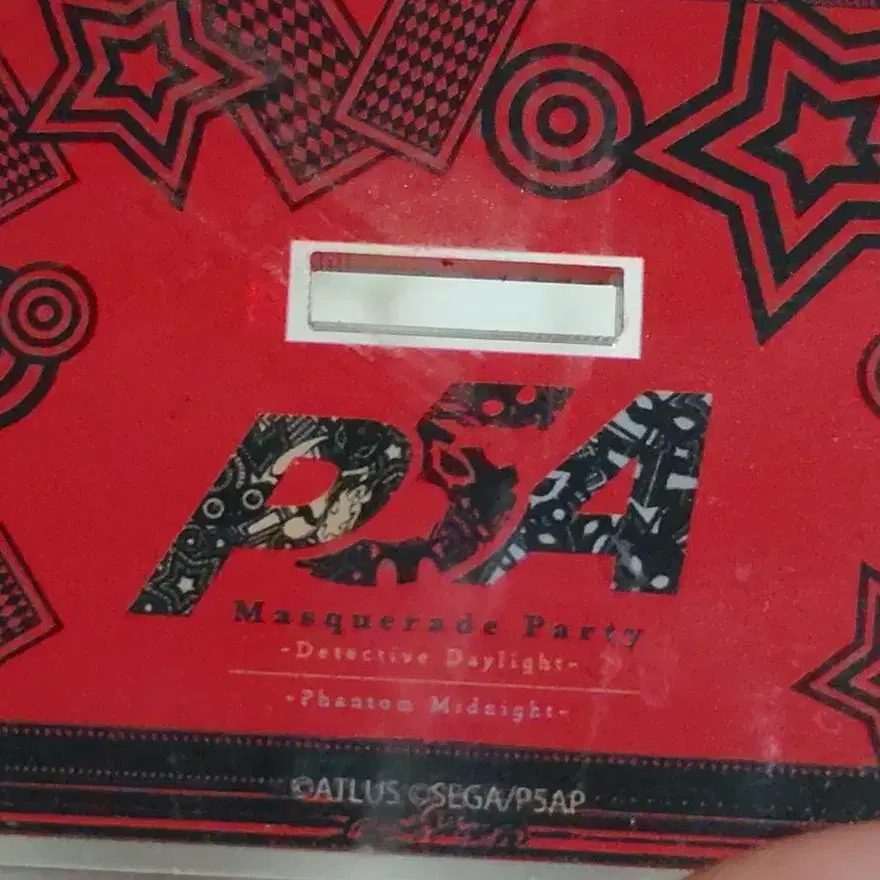 P5A
Masquerade Party
-Detective Daylight-
-Phantom Midnight-
©ATLUS ©SEGA/P5AP